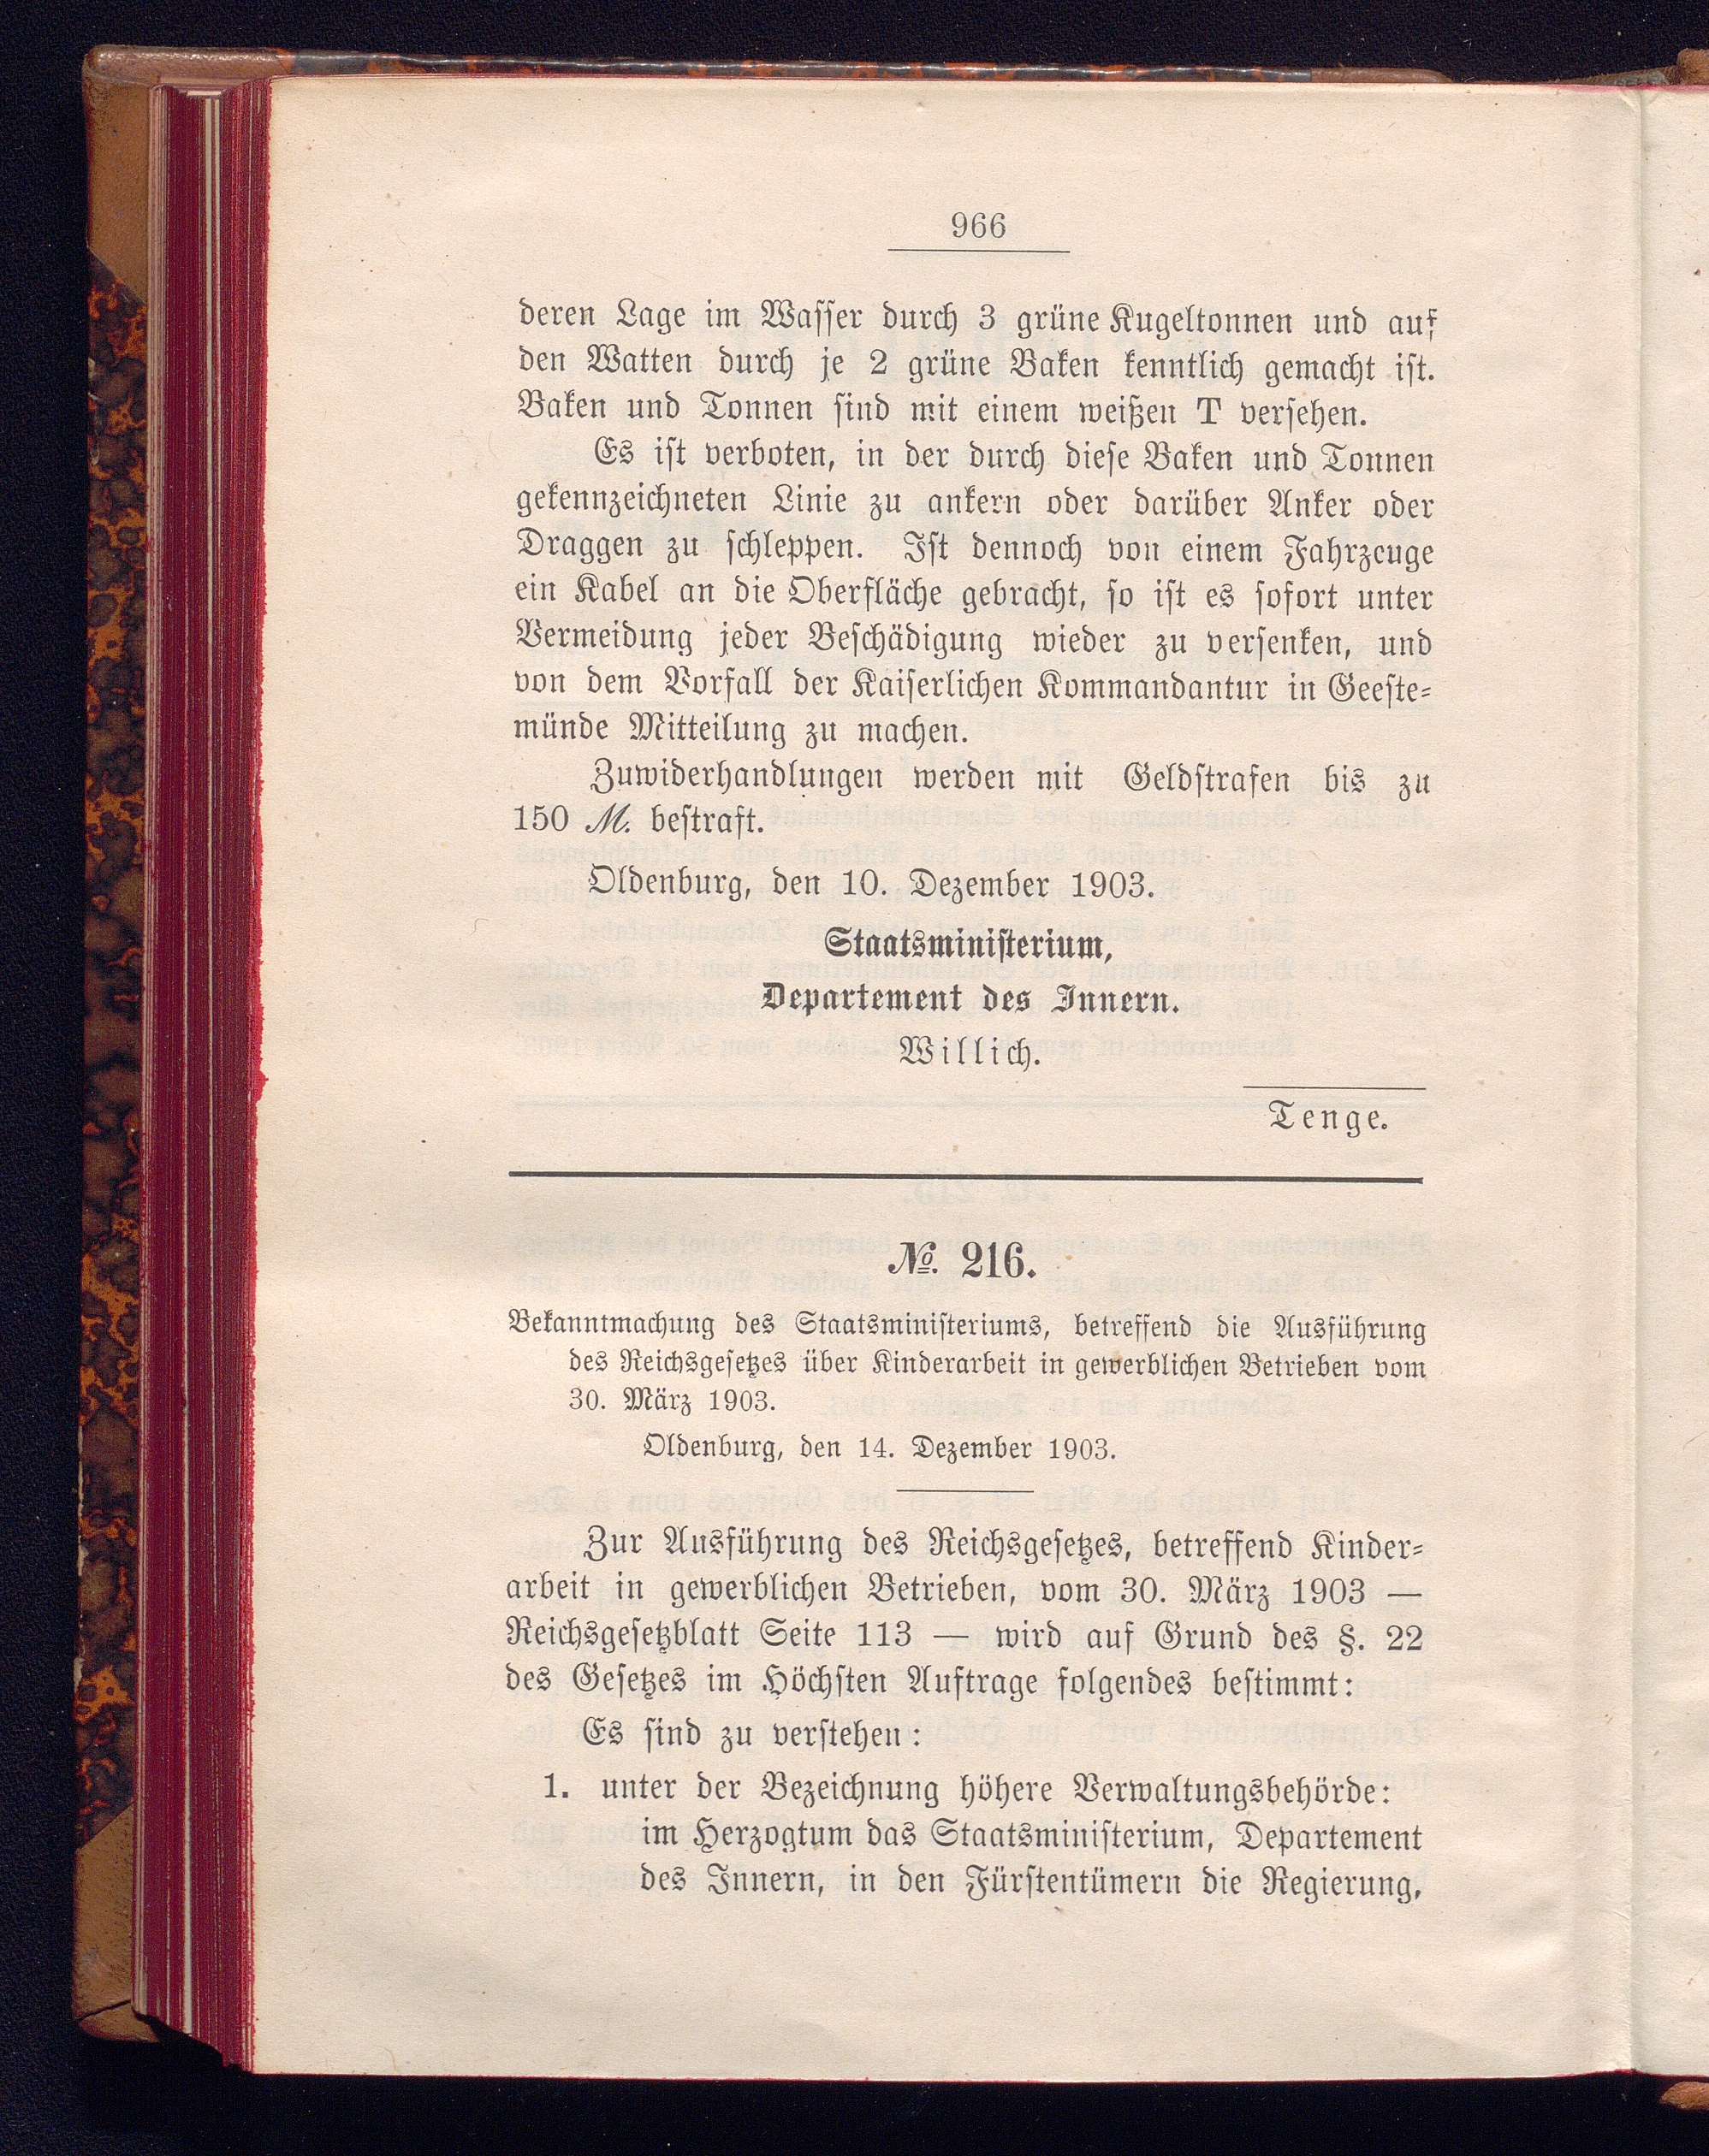 966
deren Lage im Wasser durch 3 grüne Kugeltonnen und auf
den Watten durch je 2 grüne Baken kenntlich gemacht ist.
Baken und Tonnen sind mit einem weißen T versehen.
Es ist verboten, in der durch diese Baken und Tonnen
gekennzeichneten Linie zu ankern oder darüber Anker oder
Draggen zu schleppen. Ist dennoch von einem Fahrzeuge
ein Kabel an die Oberfläche gebracht, so ist es sofort unter
Vermeidung jeder Beschädigung wieder zu versenken, und
von dem Vorfall der Kaiserlichen Kommandantur in Geeste-
münde Mitteilung zu machen.
Zuwiderhandlungen werden mit Geldstrafen bis zu
150 M. bestraft.
Oldenburg, den 10. Dezember 1903.
Staatsministerium,
Departement des Innern.
Willich.
Tenge.
№. 216.
Bekanntmachung des Staatsministeriums, betreffend die Ausführung
des Reichsgesetzes über Kinderarbeit in gewerblichen Betrieben vom
30. März 1903.
Oldenburg, den 14. Dezember 1903.
Zur Ausführung des Reichsgesetzes, betreffend Kinder-
arbeit in gewerblichen Betrieben, vom 30. März 1903 —
Reichsgesetzblatt Seite 113 — wird auf Grund des §. 22
des Gesetzes im Höchsten Auftrage folgendes bestimmt:
Es sind zu verstehen:
1. unter der Bezeichnung höhere Verwaltungsbehörde:
im Herzogtum das Staatsministerium, Departement
des Innern, in den Fürstentümern die Regierung,